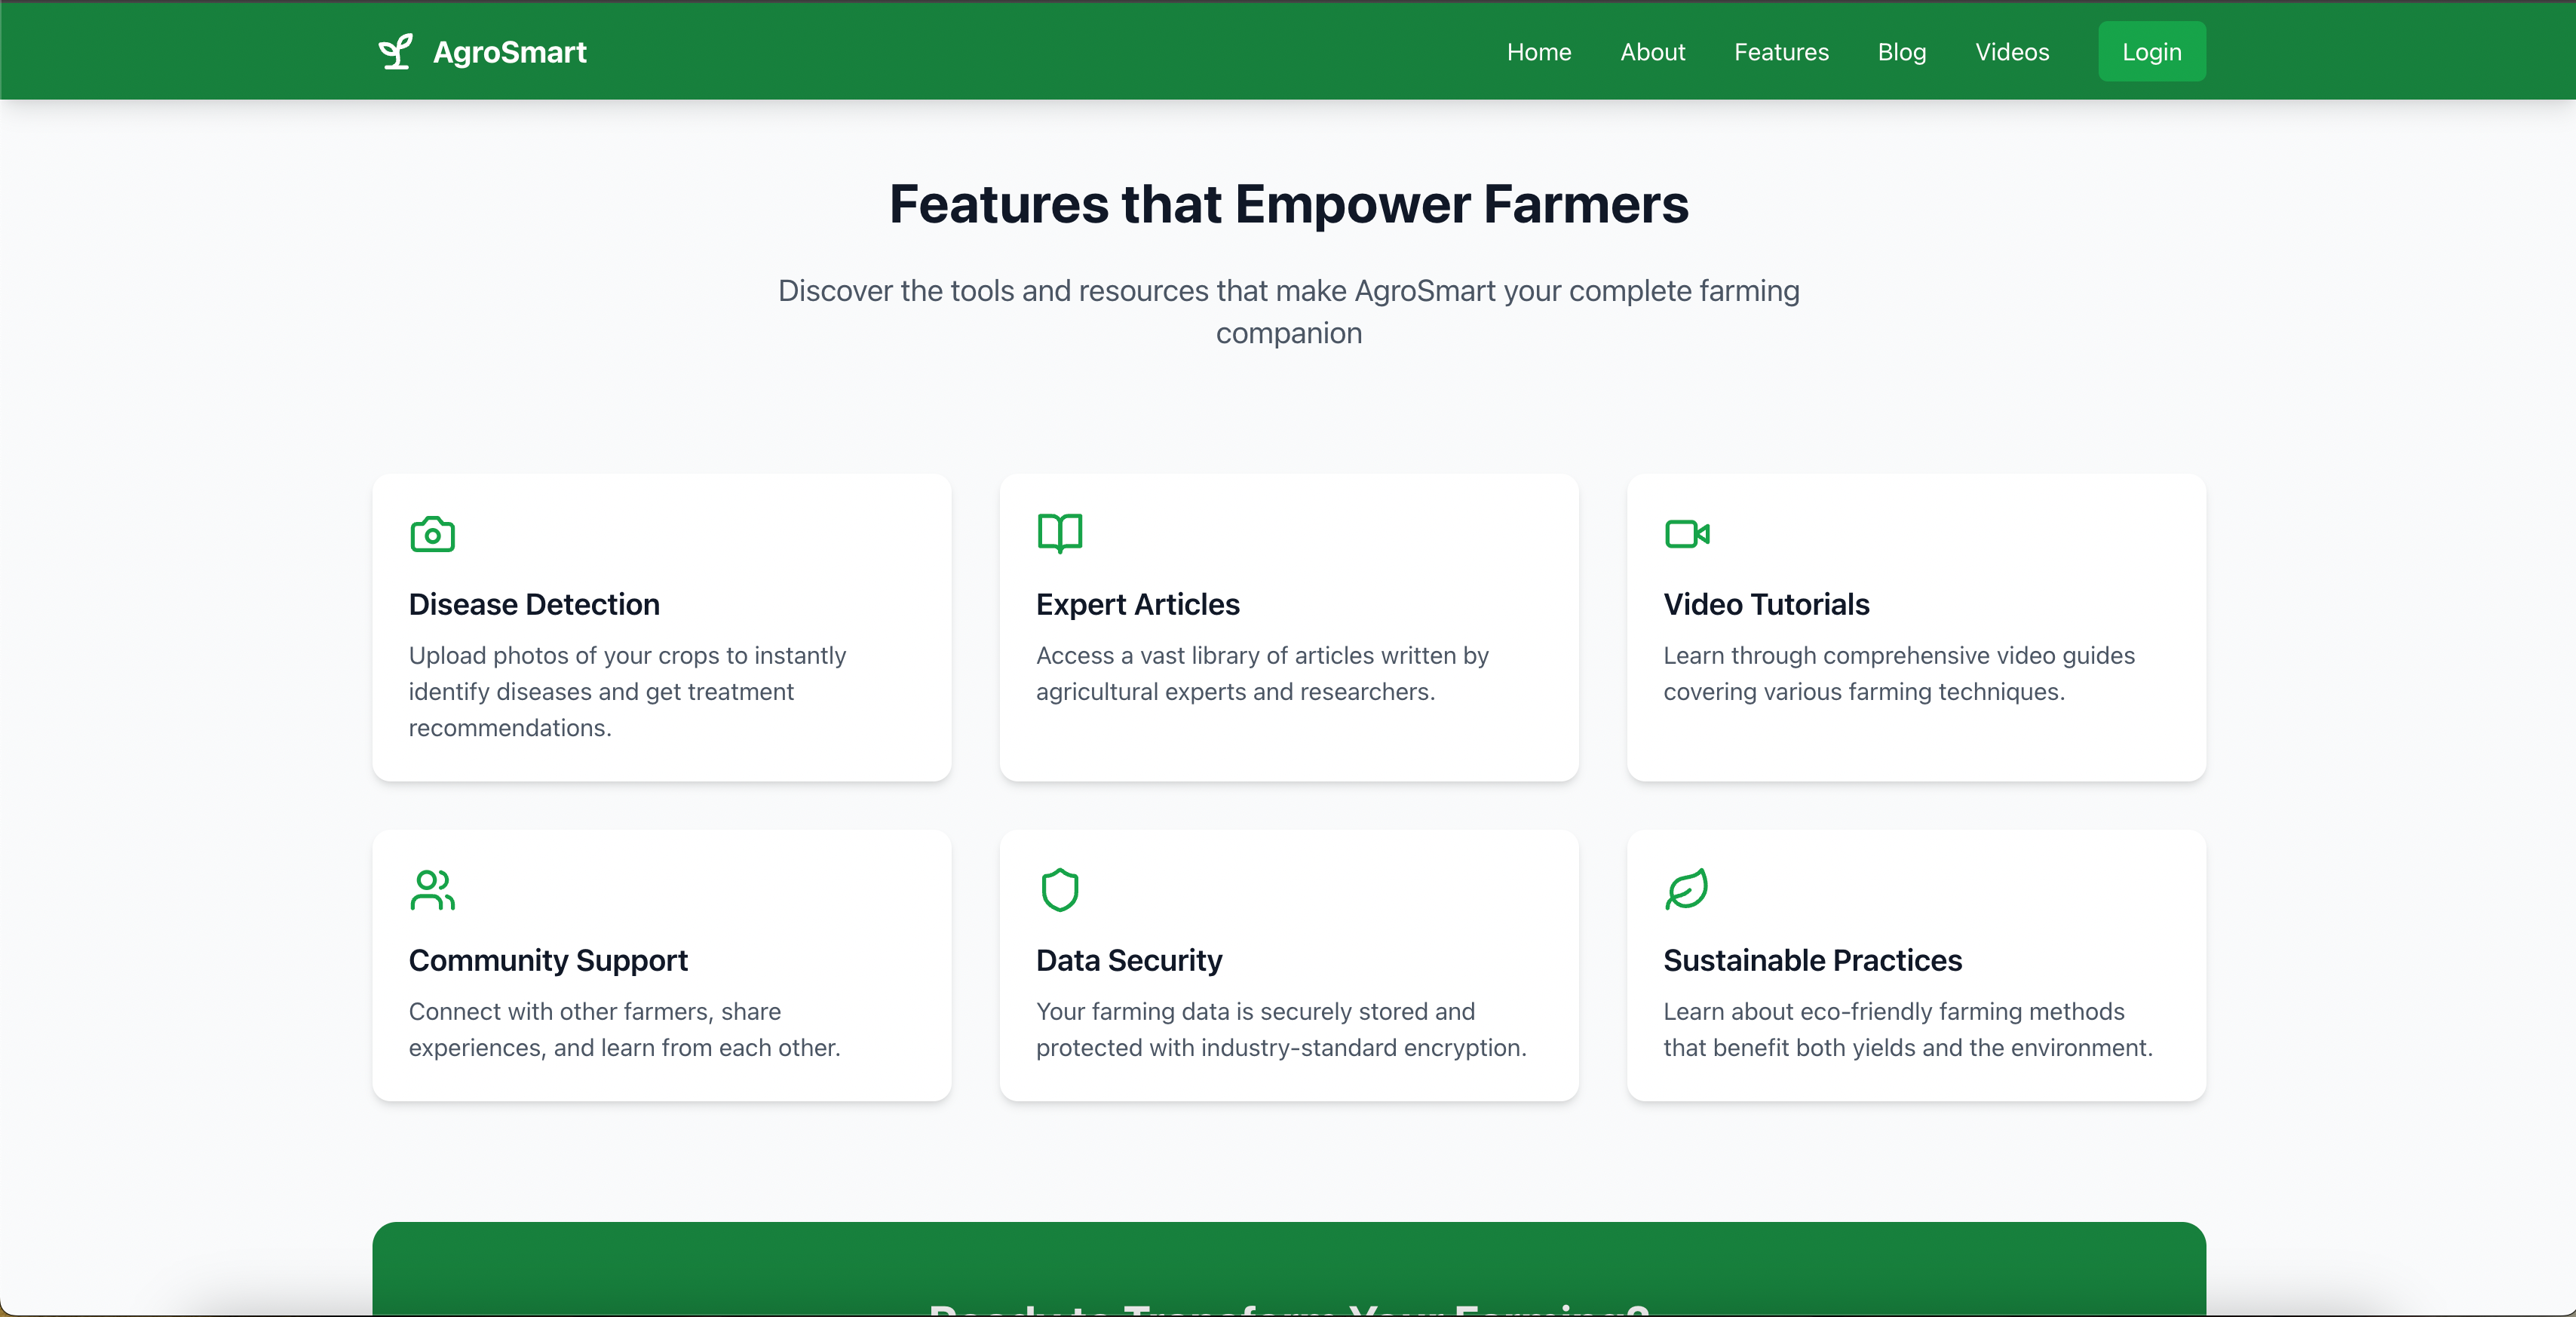 AgroSmart
Home
About
Features
Blog
Videos
Login
Features that Empower Farmers
Discover the tools and resources that make AgroSmart your complete farming
companion
Disease Detection
Upload photos of your crops to instantly
identify diseases and get treatment
recommendations.
Expert Articles
Access a vast library of articles written by
agricultural experts and researchers.
Video Tutorials
Learn through comprehensive video guides
covering various farming techniques.
Community Support
Connect with other farmers, share
experiences, and learn from each other.
Data Security
Your farming data is securely stored and
protected with industry-standard encryption.
Sustainable Practices
Learn about eco-friendly farming methods
that benefit both yields and the environment.
Ready to Transform Your Farming?